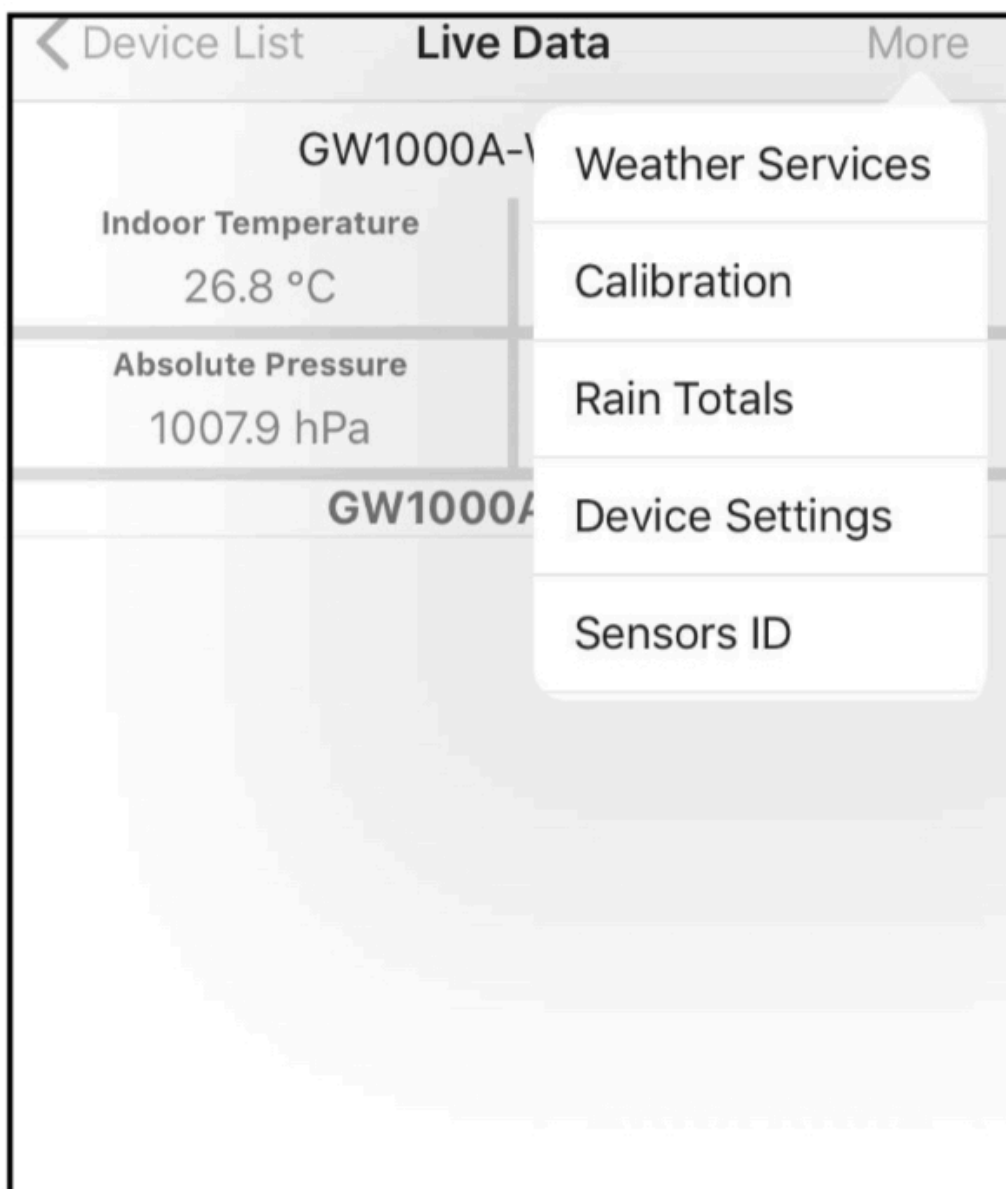 Device List Live Data More
GW1000A-
Indoor Temperature
26.8 °C
Absolute Pressure
1007.9 hPa
GW1000A
Weather Services
Calibration
Rain Totals
Device Settings
Sensors ID